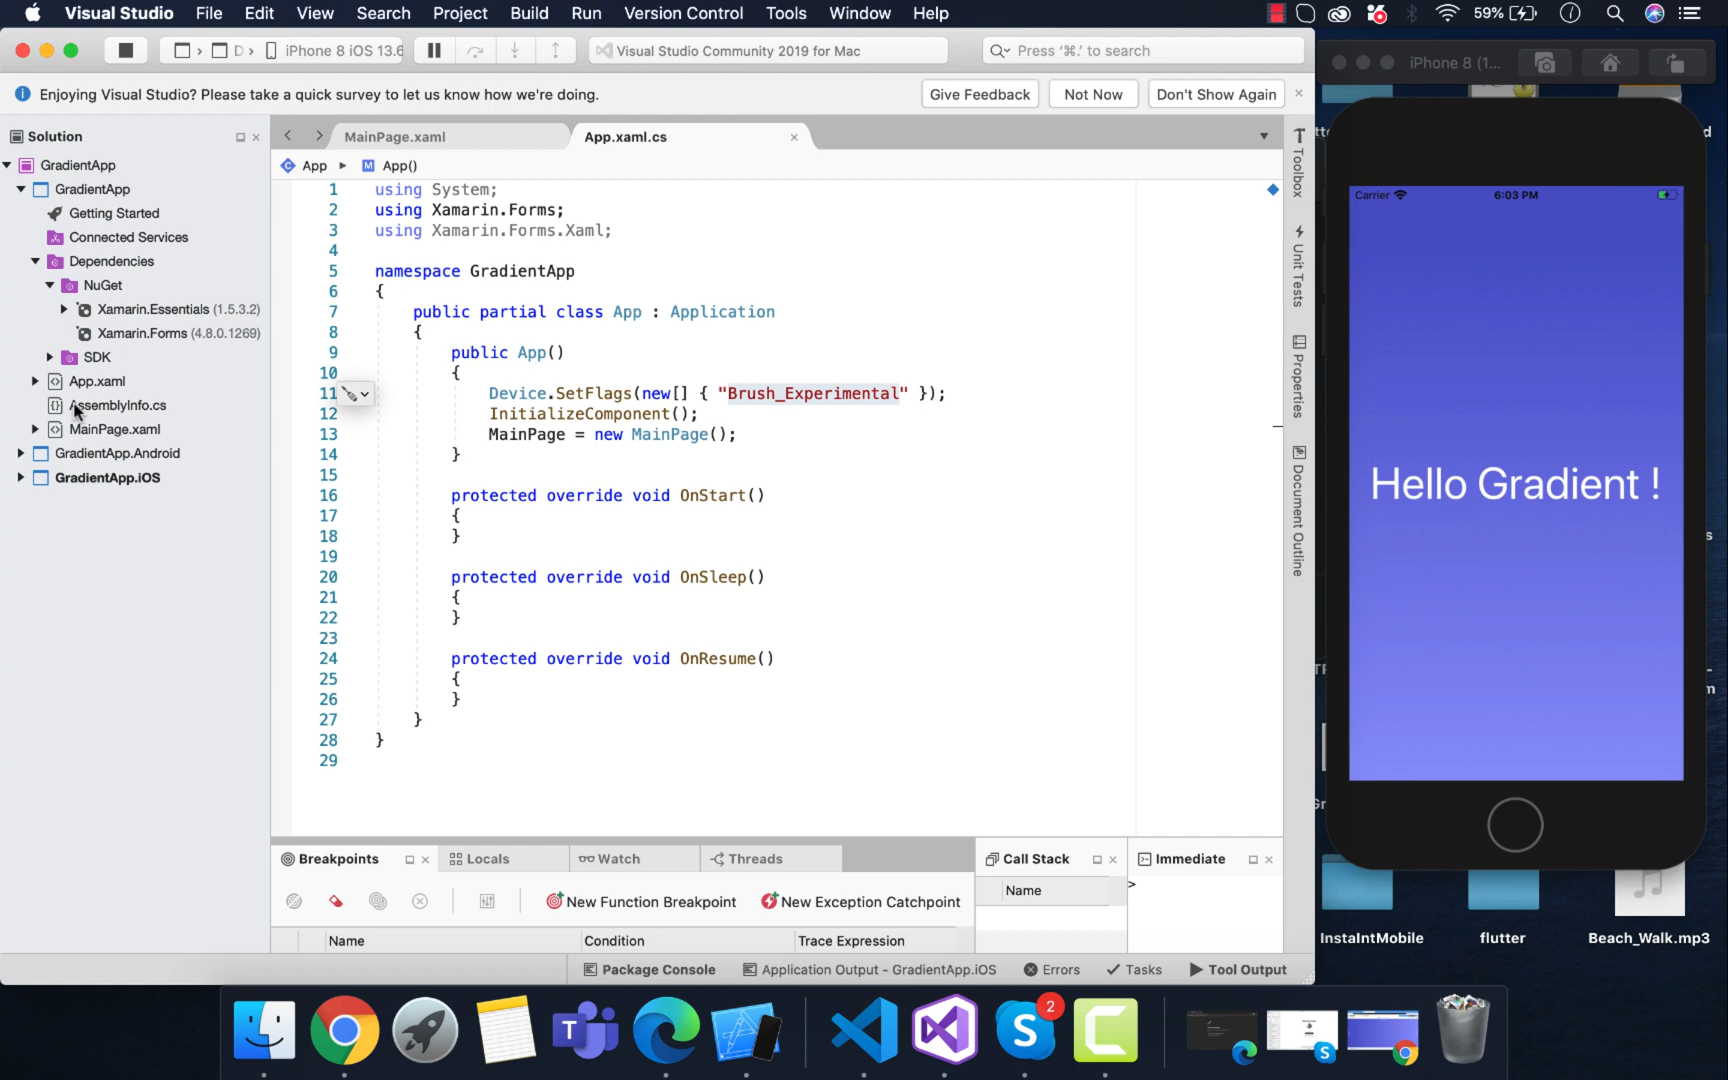 Visual Studio File Edit View Search Project Build Run Version Control Tools Window Help 59%
D iPhone 8 iOS 13.6 Visual Studio Community 2019 for Mac Press '⌘.' to search
iPhone 8 (1...
Enjoying Visual Studio? Please take a quick survey to let us know how we're doing. Give Feedback Not Now Don't Show Again
Solution
MainPage.xaml App.xaml.cs
App App()
GradientApp
GradientApp
Getting Started
Connected Services
Dependencies
NuGet
Xamarin.Essentials (1.5.3.2)
Xamarin.Forms (4.8.0.1269)
SDK
App.xaml
AssemblyInfo.cs
MainPage.xaml
GradientApp.Android
GradientApp.iOS
1 using System;
2 using Xamarin.Forms;
3 using Xamarin.Forms.Xaml;
4
5 namespace GradientApp
6 {
7 public partial class App : Application
8 {
9 public App()
10 {
11 Device.SetFlags(new[] { "Brush_Experimental" });
12 InitializeComponent();
13 MainPage = new MainPage();
14 }
15
16 protected override void OnStart()
17 {
18 }
19
20 protected override void OnSleep()
21 {
22 }
23
24 protected override void OnResume()
25 {
26 }
27 }
28 }
29
Toolbox
Unit Tests
Properties
Document Outline
Carrier 6:03 PM
Hello Gradient !
Breakpoints Locals Watch Threads Call Stack Immediate
New Function Breakpoint New Exception Catchpoint Name >
Name Condition Trace Expression
Package Console Application Output - GradientApp.iOS Errors Tasks Tool Output
InstaIntMobile flutter Beach_Walk.mp3
T S 2 C